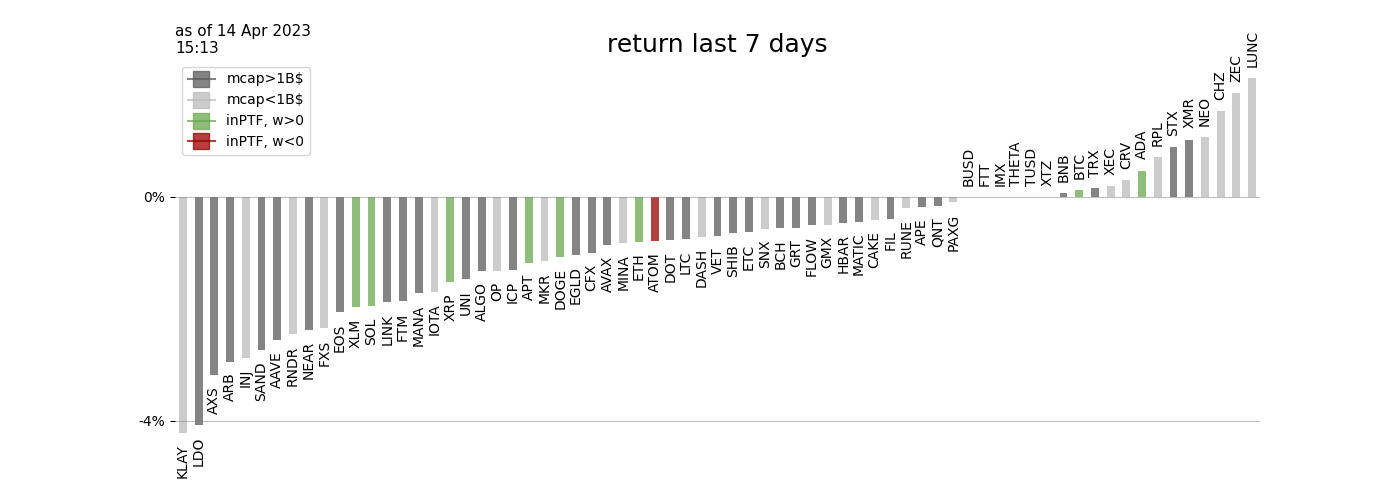 as of 14 Apr 2023
15:13
return last 7 days
mcap>1B$
mcap<1B$
inPTF, w>0
inPTF, w<0
0%
-4%
KLAY
LDO
AXS
ARB
INJ
SAND
AAVE
RNDR
NEAR
FXS
EOS
XLM
SOL
LINK
FTM
MANA
IOTA
XRP
UNI
ALGO
OP
ICP
APT
MKR
DOGE
EGLD
CFX
AVAX
MINA
ETH
ATOM
DOT
LTC
DASH
VET
SHIB
ETC
SNX
BCH
GRT
FLOW
GMX
HBAR
MATIC
CAKE
FIL
RUNE
APE
QNT
PAXG
BUSD
FTT
IMX
THETA
TUSD
XTZ
BNB
BTC
TRX
XEC
CRV
ADA
RPL
STX
XMR
NEO
CHZ
ZEC
LUNC